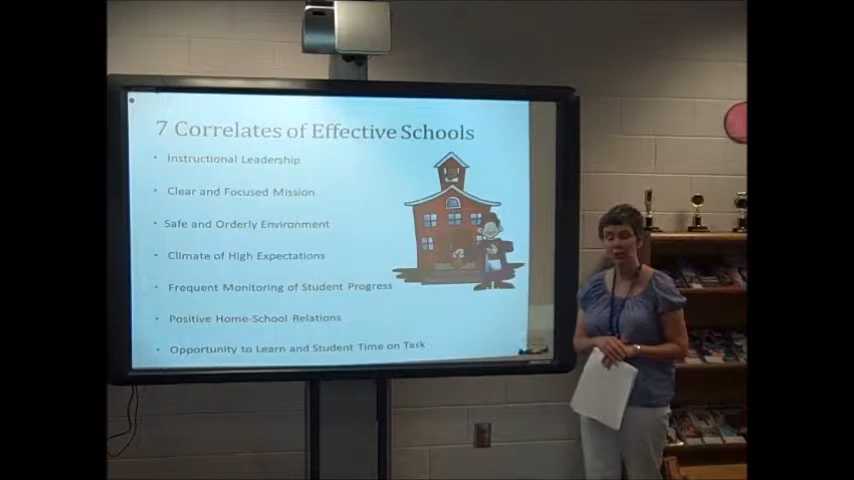 7 Correlates of Effective Schools
• Instructional Leadership
• Clear and Focused Mission
• Safe and Orderly Environment
• Climate of High Expectations
• Frequent Monitoring of Student Progress
• Positive Home-School Relations
• Opportunity to Learn and Student Time on Task